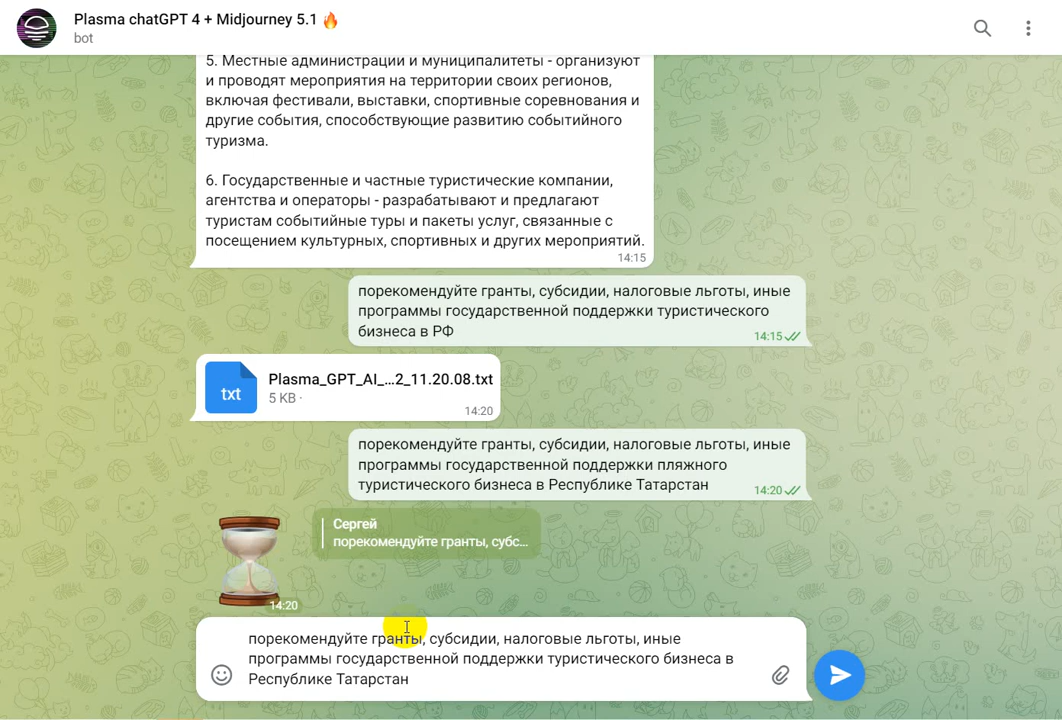 Plasma chatGPT 4 + Midjourney 5.1 🔥
bot
5. Местные администрации и муниципалитеты - организуют
и проводят мероприятия на территории своих регионов,
включая фестивали, выставки, спортивные соревнования и
другие события, способствующие развитию событийного
туризма.
6. Государственные и частные туристические компании,
агентства и операторы - разрабатывают и предлагают
туристам событийные туры и пакеты услуг, связанные с
посещением культурных, спортивных и других мероприятий.
14:15
порекомендуйте гранты, субсидии, налоговые льготы, иные
программы государственной поддержки туристического
бизнеса в РФ
14:15
txt
Plasma_GPT_AI_...2_11.20.08.txt
5 KB ·
14:20
порекомендуйте гранты, субсидии, налоговые льготы, иные
программы государственной поддержки пляжного
туристического бизнеса в Республике Татарстан
14:20
Сергей
порекомендуйте гранты, субс...
14:20
порекомендуйте гранты, субсидии, налоговые льготы, иные
программы государственной поддержки туристического бизнеса в
Республике Татарстан